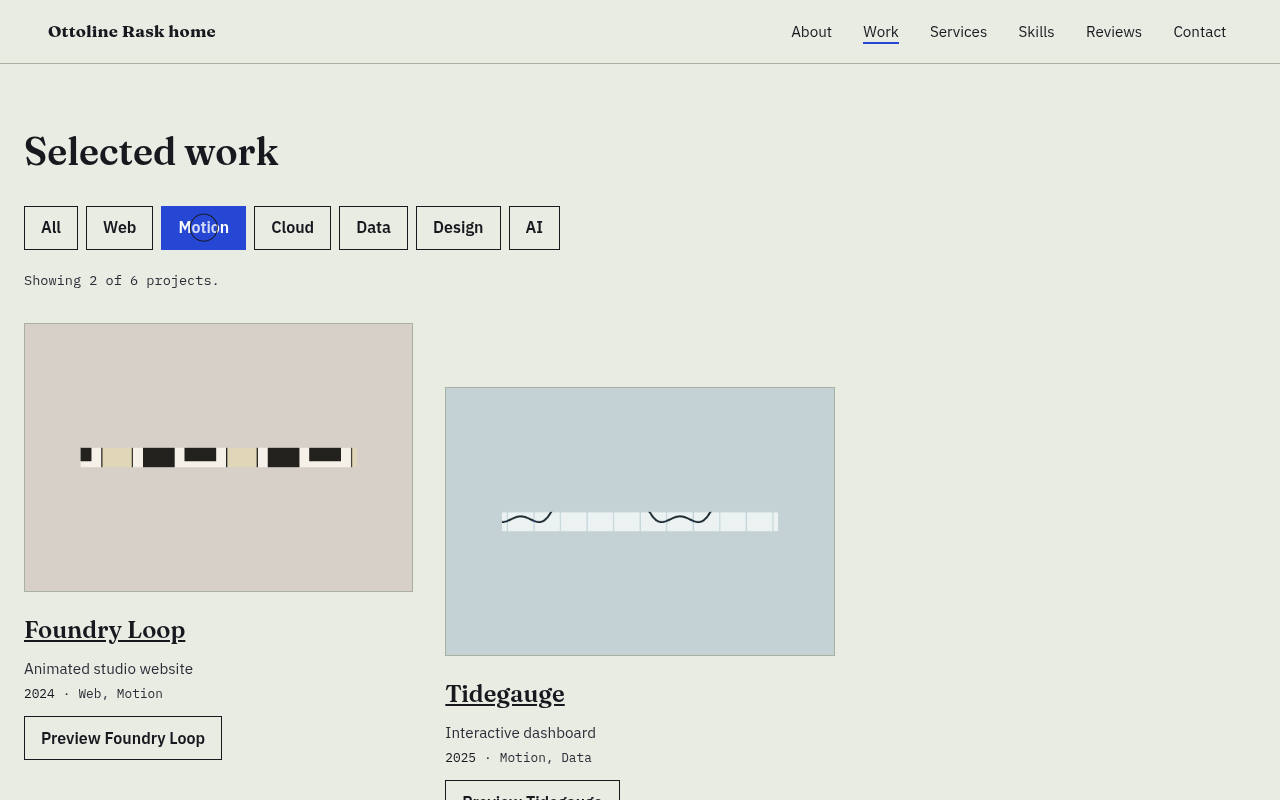 Ottoline Rask home
About Work Services Skills Reviews Contact
Selected work
All Web Motion Cloud Data Design AI
Showing 2 of 6 projects.
Foundry Loop
Animated studio website
2024 · Web, Motion
Preview Foundry Loop
Tidegauge
Interactive dashboard
2025 · Motion, Data
Preview Tidegauge